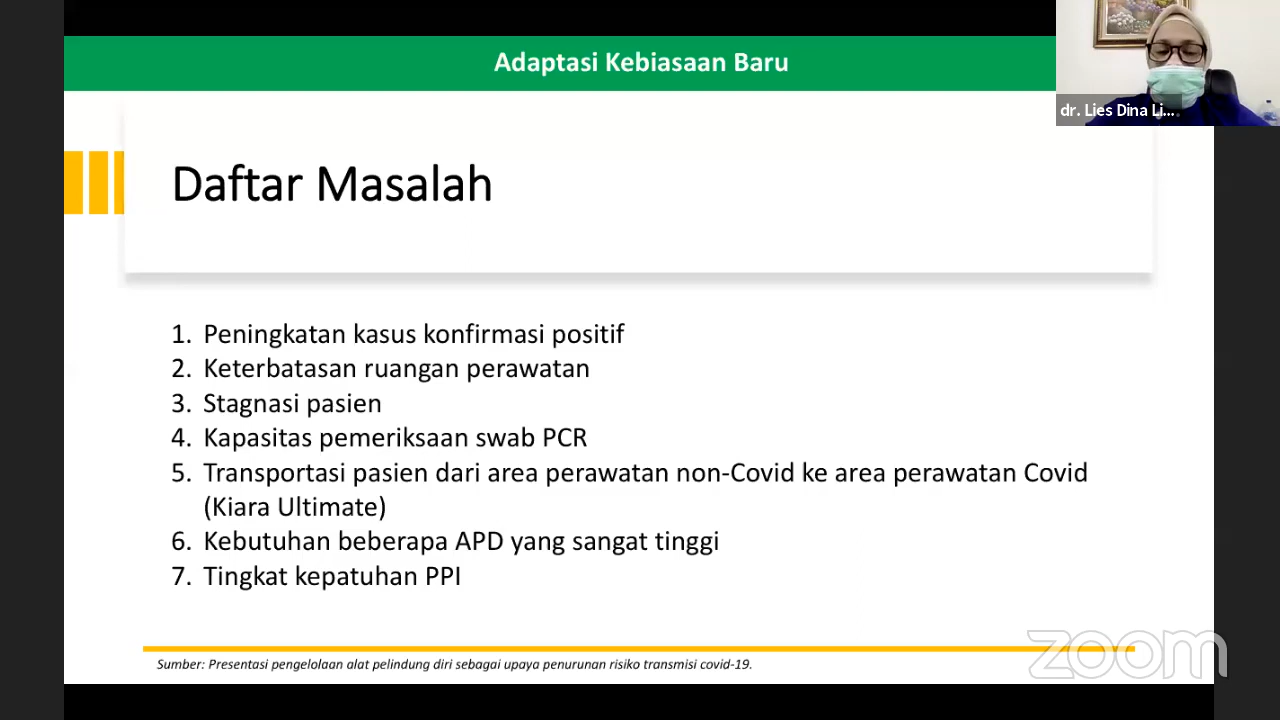 Adaptasi Kebiasaan Baru
dr. Lies Dina Li...
Daftar Masalah
1. Peningkatan kasus konfirmasi positif
2. Keterbatasan ruangan perawatan
3. Stagnasi pasien
4. Kapasitas pemeriksaan swab PCR
5. Transportasi pasien dari area perawatan non-Covid ke area perawatan Covid
(Kiara Ultimate)
6. Kebutuhan beberapa APD yang sangat tinggi
7. Tingkat kepatuhan PPI
Sumber: Presentasi pengelolaan alat pelindung diri sebagai upaya penurunan risiko transmisi covid-19.
zoom